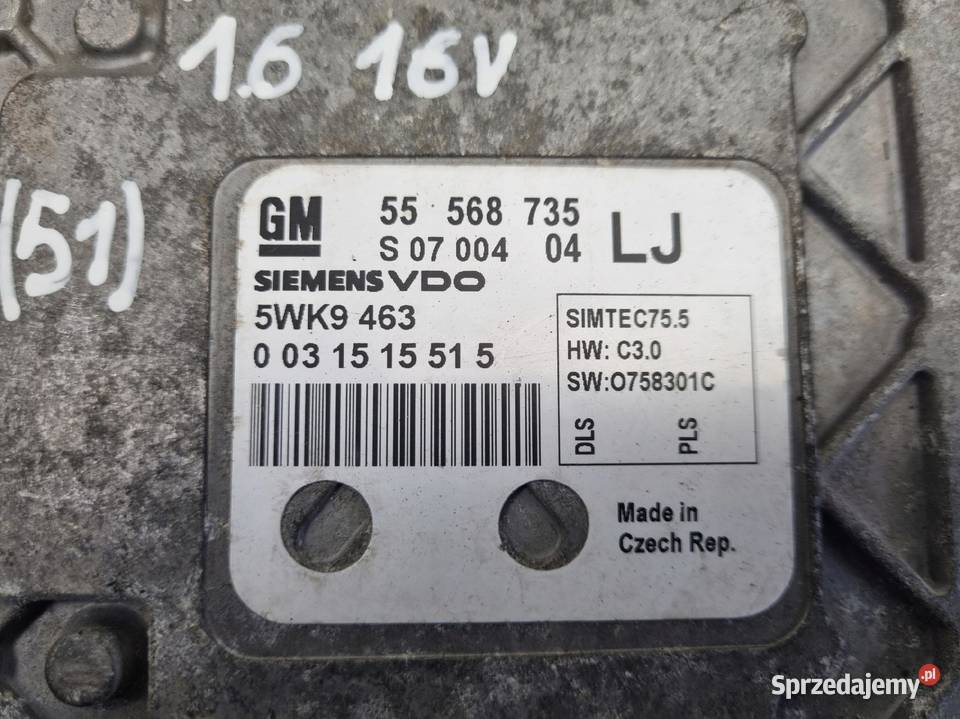 1.6 16V
(51)
GM 55 568 735 LJ
S 07 004 04
SIEMENS VDO
5WK9 463
0 03 15 15 51 5
SIMTEC75.5
HW: C3.0
SW:O758301C
DLS PLS
Made in
Czech Rep.
Sprzedajemy.pl